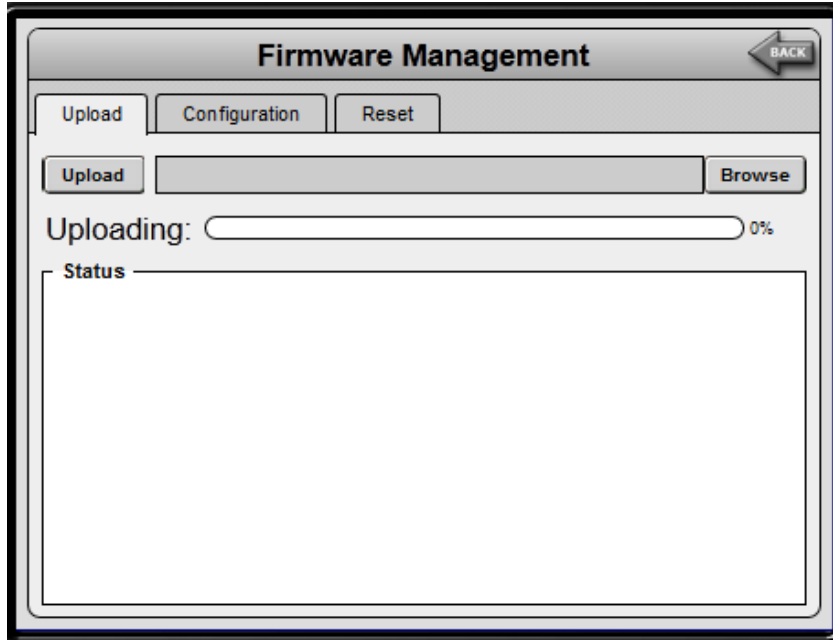 Firmware Management
BACK
Upload Configuration Reset
Upload Browse
Uploading: 0%
Status